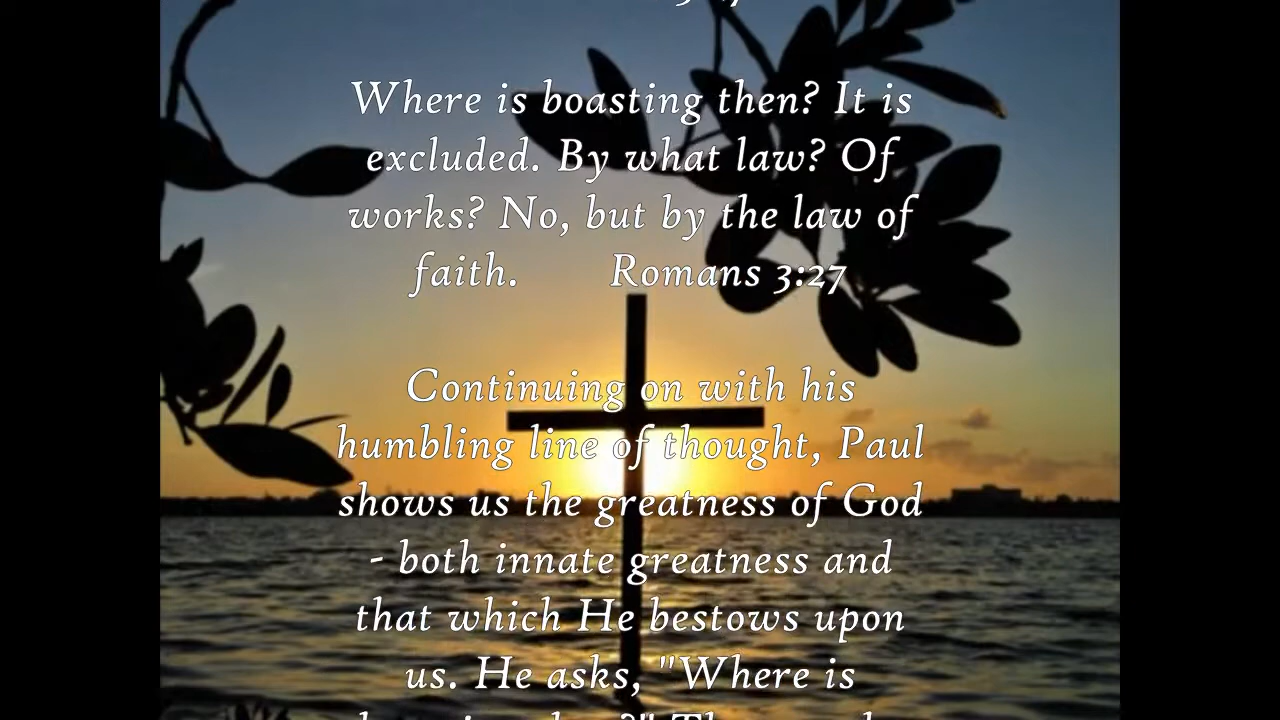 Where is boasting then? It is
excluded. By what law? Of
works? No, but by the law of
faith. Romans 3:27
Continuing on with his
humbling line of thought, Paul
shows us the greatness of God
- both innate greatness and
that which He bestows upon
us. He asks, "Where is